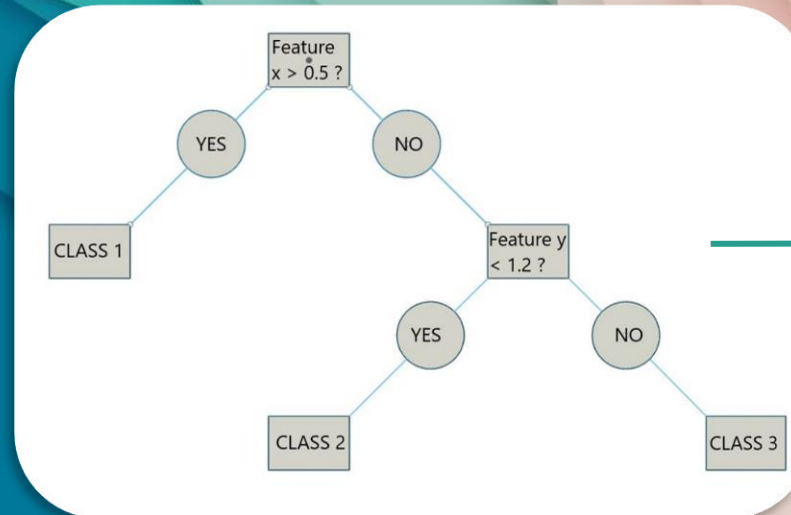 Feature
x > 0.5 ?
YES
NO
CLASS 1
Feature y
< 1.2 ?
YES
NO
CLASS 2
CLASS 3